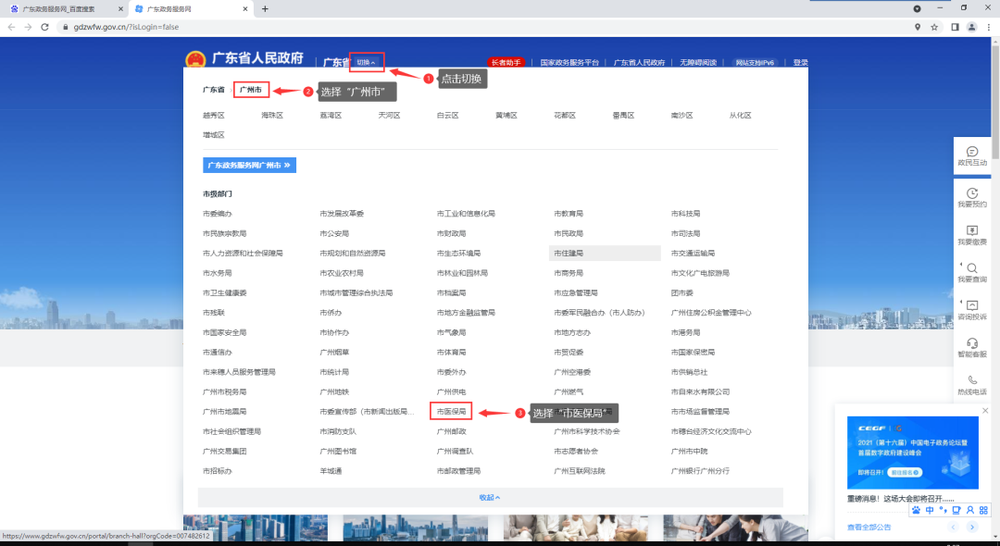 广东政务服务网_百度搜索
广东政务服务网
gdzwfw.gov.cn/?isLogin=false
广东省人民政府
广东省 切换
长者助手 国家政务服务平台 广东省人民政府 无障碍阅读 网站支持IPv6 登录
1 点击切换
广东省 广州市
2 选择“广州市”
越秀区 海珠区 荔湾区 天河区 白云区 黄埔区 花都区 番禺区 南沙区 从化区
增城区
广东政务服务网广州市 »
市级部门
市委编办 市发展改革委 市工业和信息化局 市教育局 市科技局
市民族宗教局 市公安局 市财政局 市民政局 市司法局
市人力资源和社会保障局 市规划和自然资源局 市生态环境局 市住建局 市交通运输局
市水务局 市农业农村局 市林业和园林局 市商务局 市文化广电旅游局
市卫生健康委 市城市管理综合执法局 市档案局 市应急管理局 团市委
市残联 市侨办 市地方金融监管局 市委军民融合办（市人防办） 广州住房公积金管理中心
市国家安全局 市协作办 市气象局 市地方志办 市港务局
市通信办 广州烟草 市体育局 市贸促委 市国家保密局
市来穗人员服务管理局 市统计局 市委外办 广州空港委 市供销总社
广州市税务局 广州地铁 广州供电 广州燃气 市自来水有限公司
广州市地震局 市委宣传部（市新闻出版局... 市医保局 市市场监督管理局
3 选择“市医保局”
市社会组织管理局 市消防支队 广州邮政 广州市科学技术协会 市穗台经济文化交流中心
广州交易集团 广州图书馆 广州调查队 市志愿者协会 广州市中院
市招标办 羊城通 市邮政管理局 广州互联网法院 广州银行广州分行
收起
政民互动
我要预约
我要缴费
我要查询
咨询投诉
智能客服
热线电话
CEGF
2021（第十六届）中国电子政务论坛暨
首届数字政府建设峰会
即将召开! 前往报名
重磅消息！这场大会即将召开......
中
查看全部公告
https://www.gdzwfw.gov.cn/portal/branch-hall?orgCode=007482612